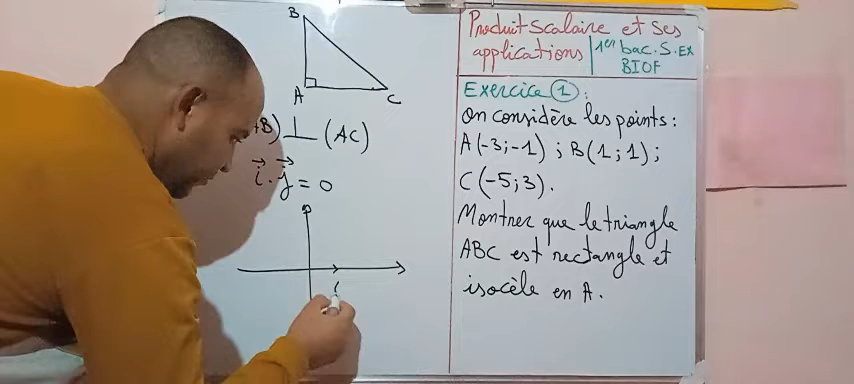 B
A
C
B) ⊥ (AC)
i⃗ . j⃗ = 0
Produit scalaire et ses
applications | 1er bac. S. EX
BIOF
Exercice ① :
On considère les points :
A(-3;-1) ; B(1;1) ;
C(-5;3).
Montrer que le triangle
ABC est rectangle et
isocèle en A.